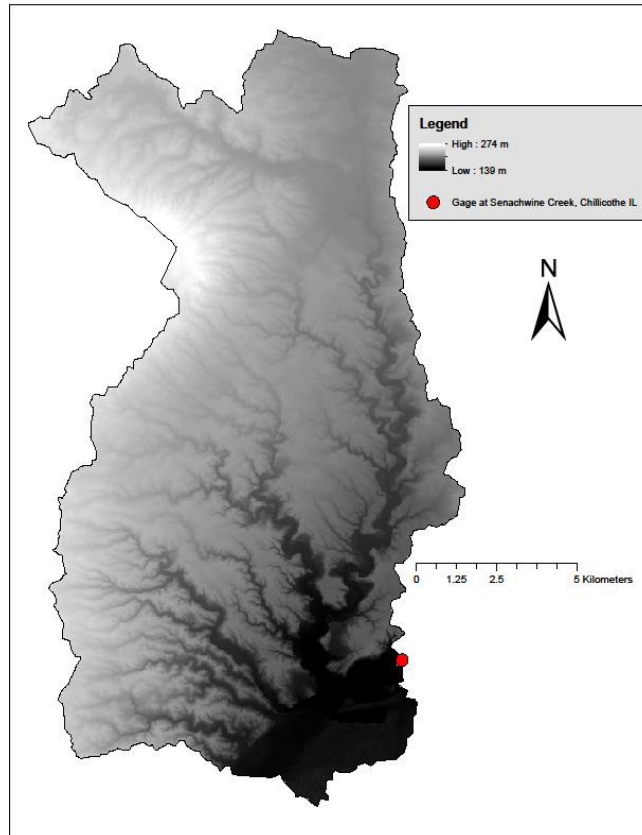 Legend
High : 274 m
Low : 139 m
Gage at Senachwine Creek, Chillicothe IL
N
0 1.25 2.5 5 Kilometers